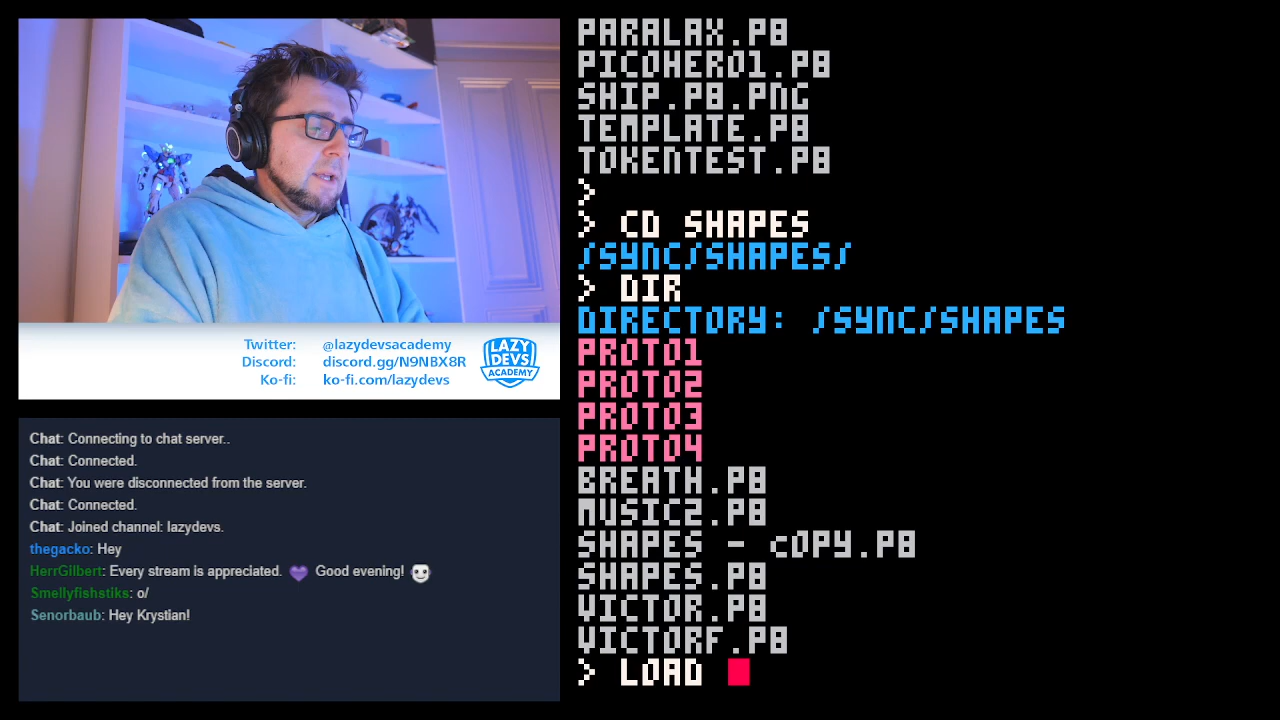 Twitter: @lazydevsacademy
Discord: discord.gg/N9NBX8R
Ko-fi: ko-fi.com/lazydevs
LAZY
DEVS
ACADEMY
Chat: Connecting to chat server..
Chat: Connected.
Chat: You were disconnected from the server.
Chat: Connected.
Chat: Joined channel: lazydevs.
thegacko: Hey
HerrGilbert: Every stream is appreciated. 💜 Good evening!
Smellyfishstiks: o/
Senorbaub: Hey Krystian!
PARALAX.P8
PICOHERO1.P8
SHIP.P8.PNG
TEMPLATE.P8
TOKENTEST.P8
>
> CD SHAPES
/SYNC/SHAPES/
> DIR
DIRECTORY: /SYNC/SHAPES
PROTO1
PROTO2
PROTO3
PROTO4
BREATH.P8
MUSIC2.P8
SHAPES - cOPY.P8
SHAPES.P8
VICTOR.P8
VICTORF.P8
> LOAD